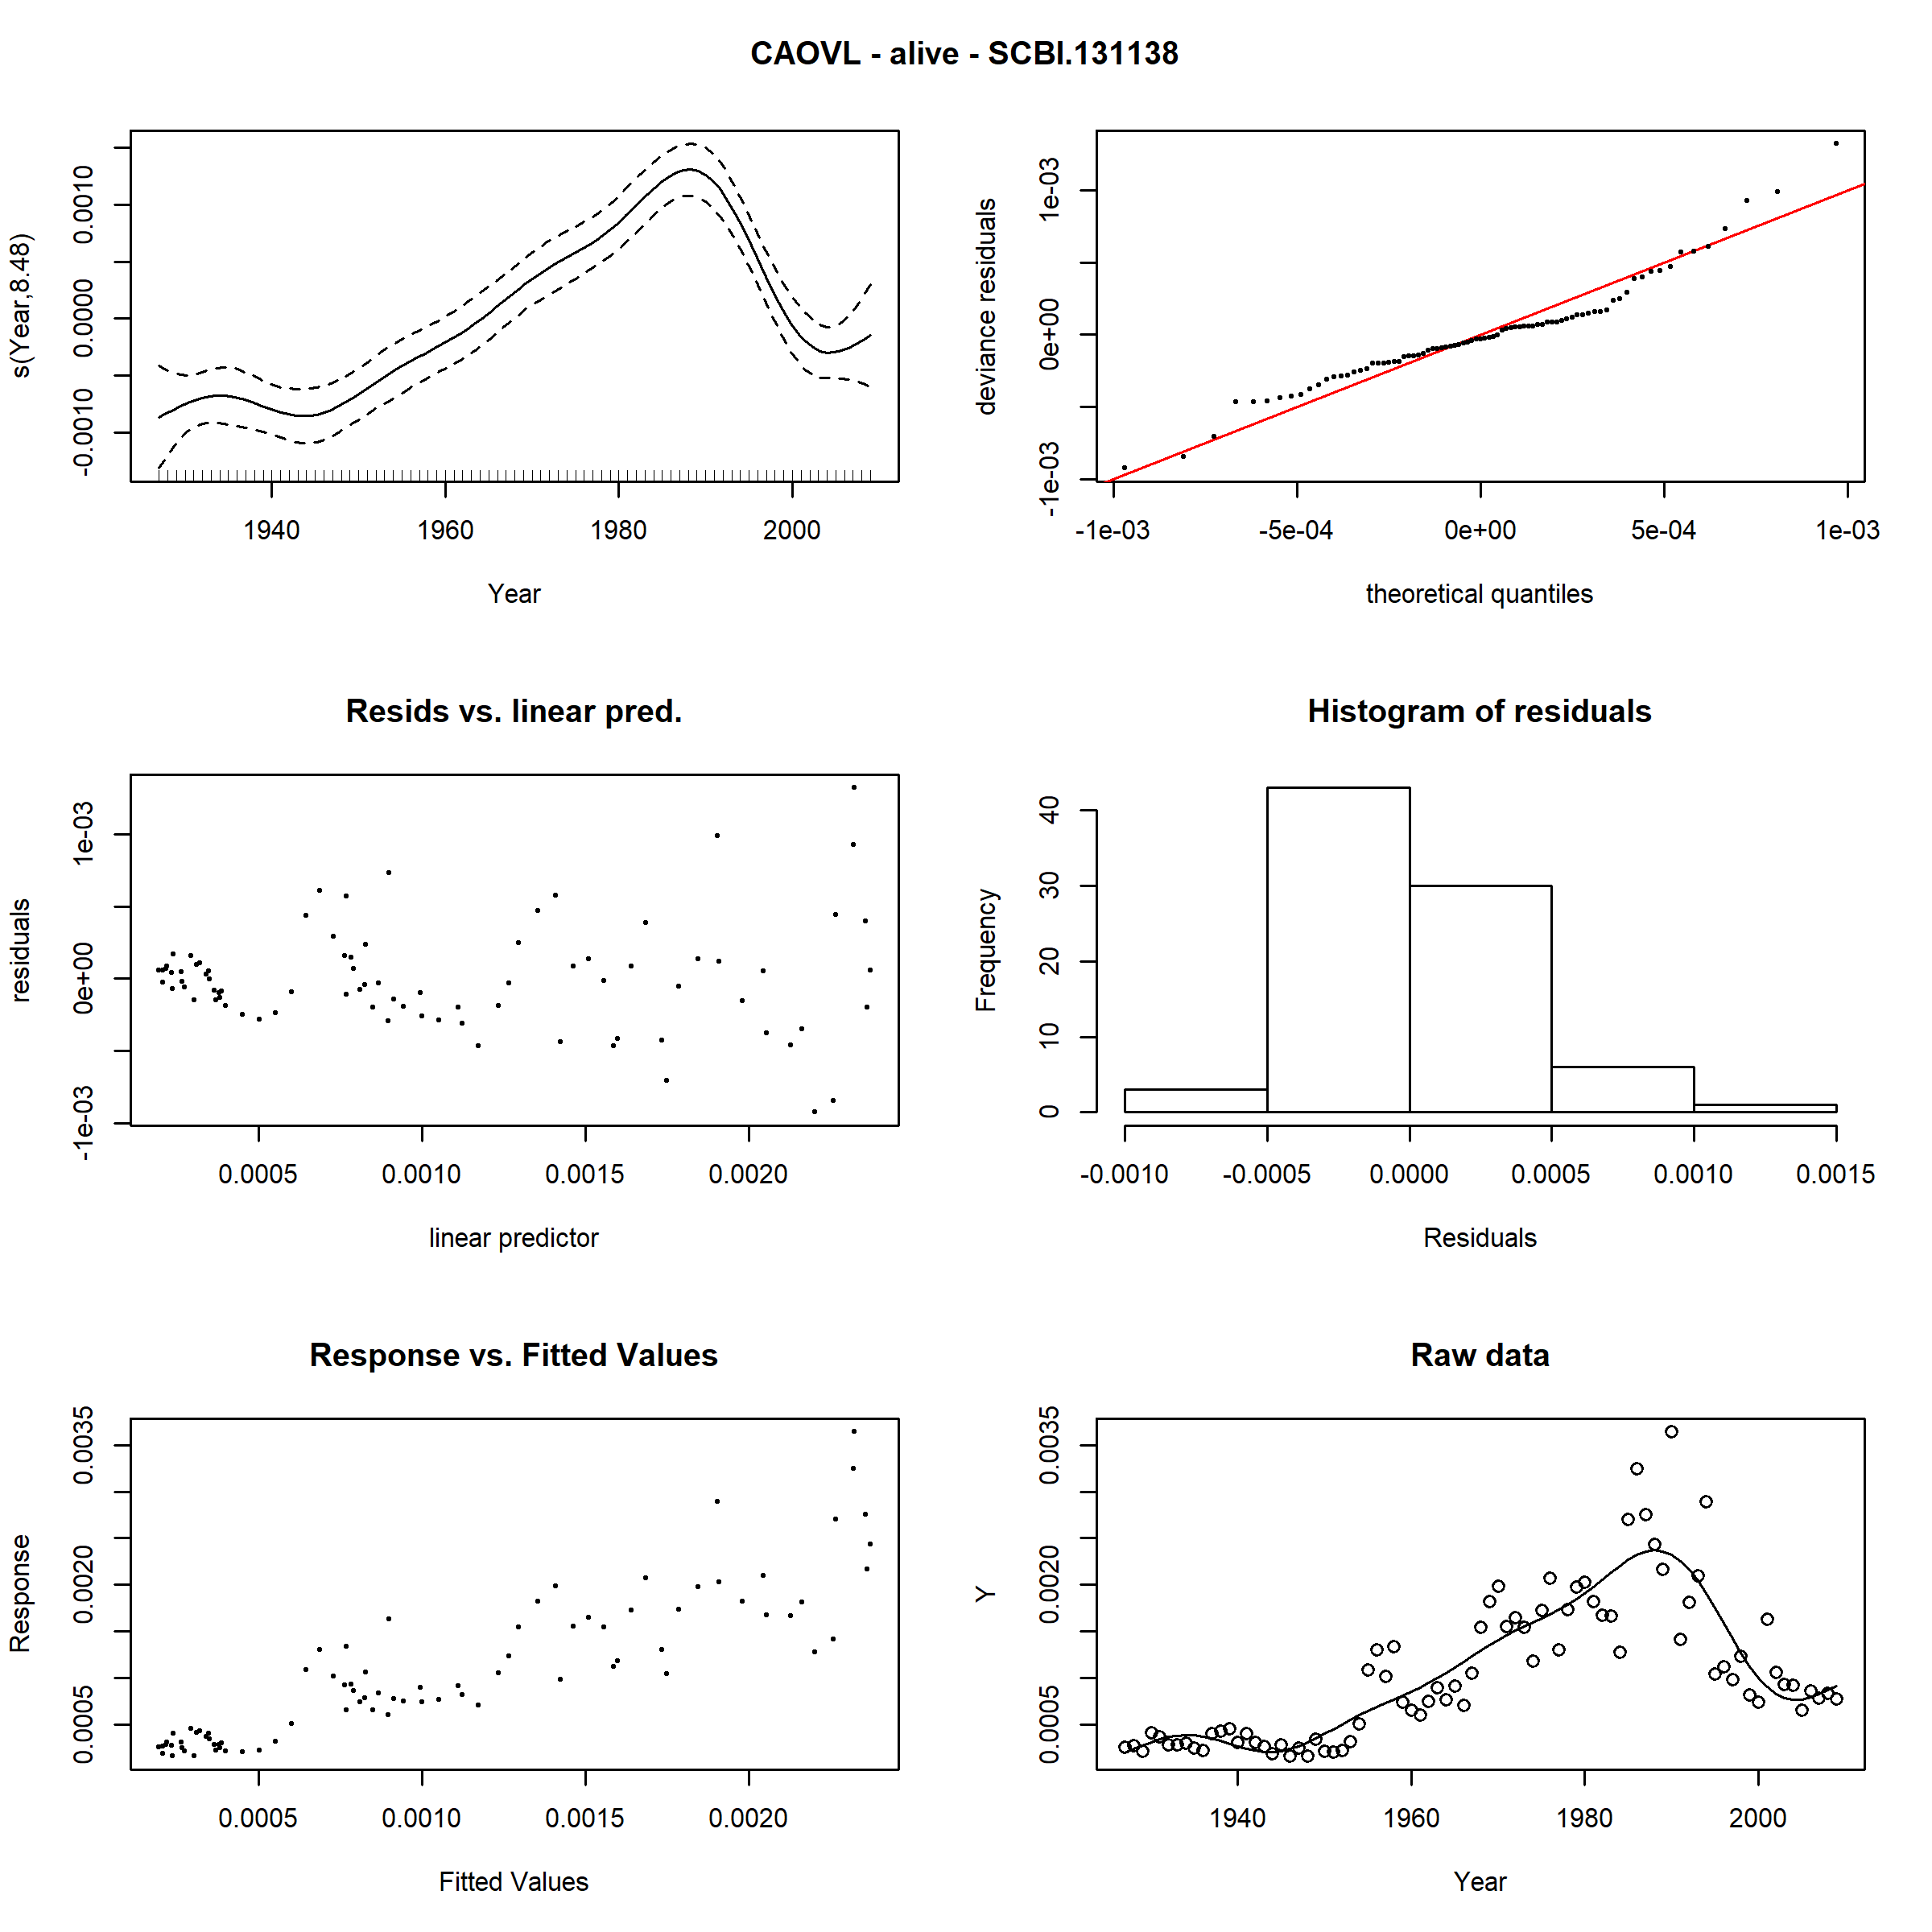 CAOVL - alive - SCBI.131138
s(Year,8.48)
-0.0010 0.0000 0.0010
1940 1960 1980 2000
Year
deviance residuals
-1e-03 0e+00 1e-03
-1e-03 -5e-04 0e+00 5e-04 1e-03
theoretical quantiles
Resids vs. linear pred.
residuals
-1e-03 0e+00 1e-03
0.0005 0.0010 0.0015 0.0020
linear predictor
Histogram of residuals
Frequency
0 10 20 30 40
-0.0010 -0.0005 0.0000 0.0005 0.0010 0.0015
Residuals
Response vs. Fitted Values
Response
0.0005 0.0020 0.0035
0.0005 0.0010 0.0015 0.0020
Fitted Values
Raw data
Y
0.0005 0.0020 0.0035
1940 1960 1980 2000
Year